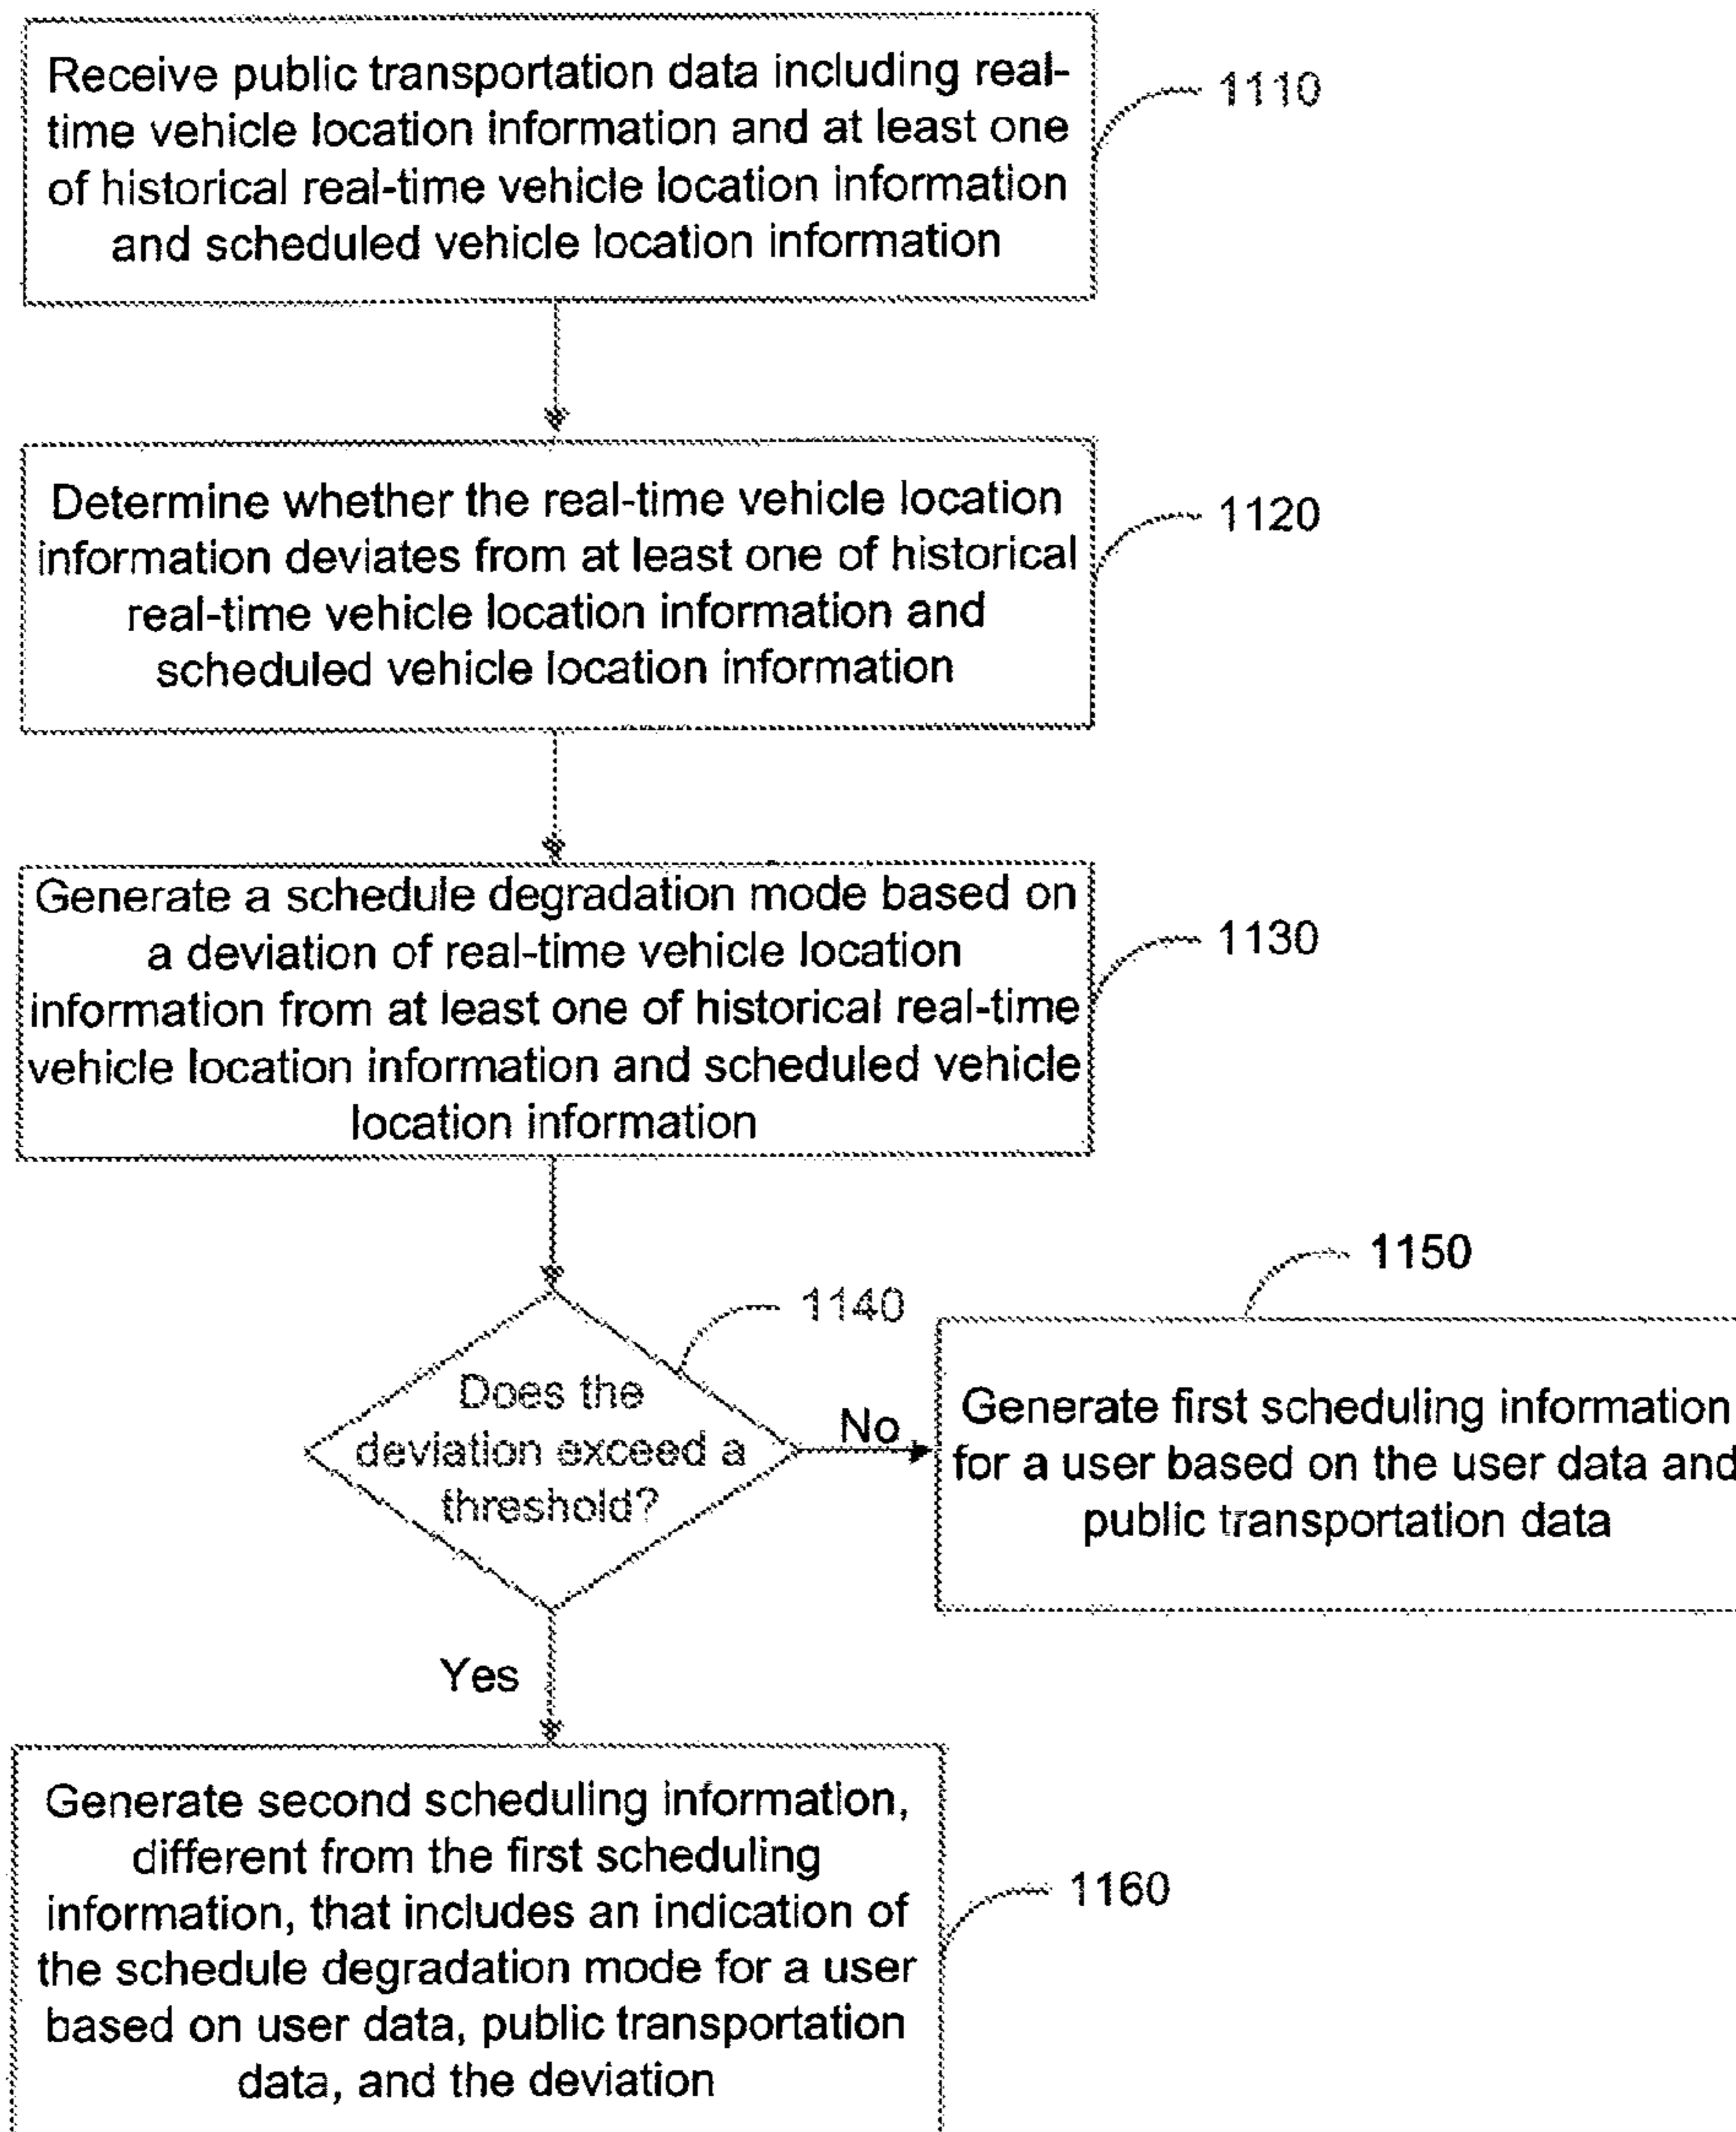 Receive public transportation data including real-
time vehicle location information and at least one
of historical real-time vehicle location information
and scheduled vehicle location information
1110
Determine whether the real-time vehicle location
information deviates from at least one of historical
real-time vehicle location information and
scheduled vehicle location information
1120
Generate a schedule degradation mode based on
a deviation of real-time vehicle location
information from at least one of historical real-time
vehicle location information and scheduled vehicle
location information
1130
Does the
deviation exceed a
threshold?
1140
No
1150
Generate first scheduling information
for a user based on the user data and
public transportation data
Yes
Generate second scheduling information,
different from the first scheduling
information, that includes an indication of
the schedule degradation mode for a user
based on user data, public transportation
data, and the deviation
1160